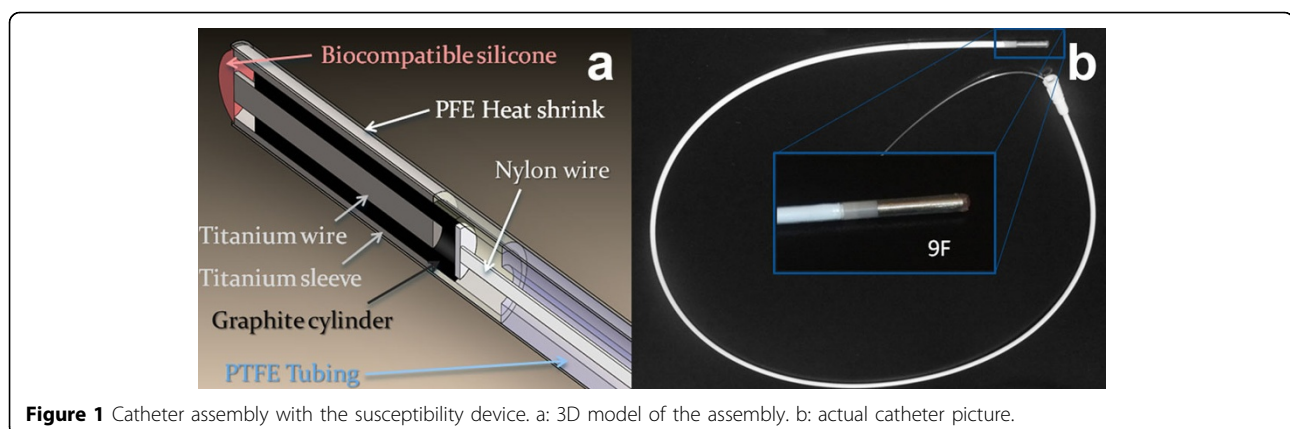 Biocompatible silicone
a
b
PFE Heat shrink
Nylon wire
Titanium wire
Titanium sleeve
Graphite cylinder
PTFE Tubing
9F
Figure 1 Catheter assembly with the susceptibility device. a: 3D model of the assembly. b: actual catheter picture.